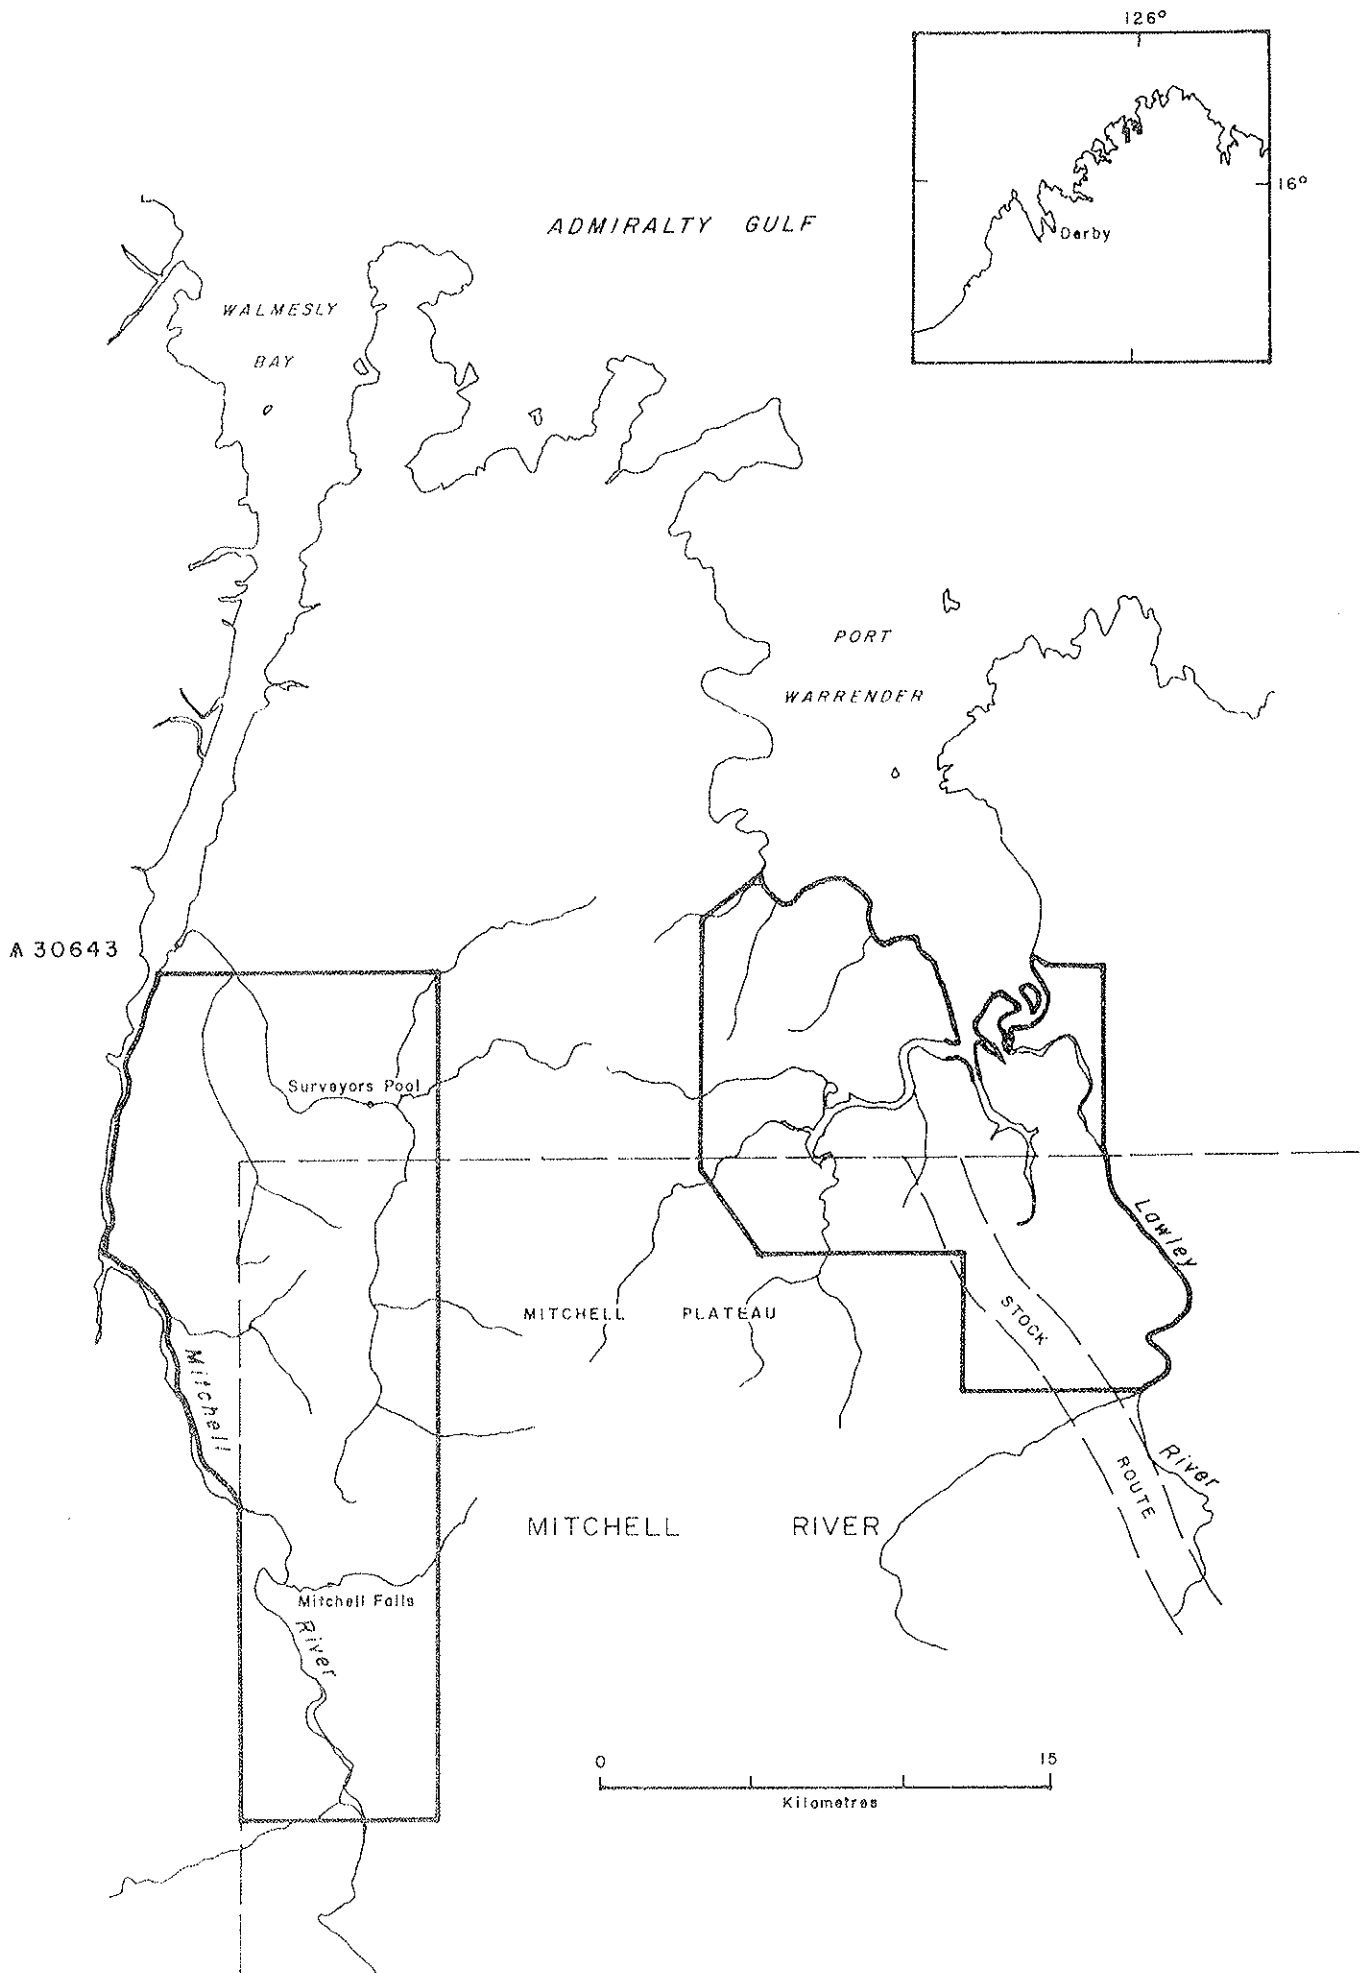 126°
16°
Derby
ADMIRALTY GULF
WALMESLY
BAY
PORT
WARRENDER
A 30643
Surveyors Pool
Lawley
MITCHELL PLATEAU
STOCK
Mitchell
River
ROUTE
MITCHELL RIVER
Mitchell Falls
River
0 15
Kilometres